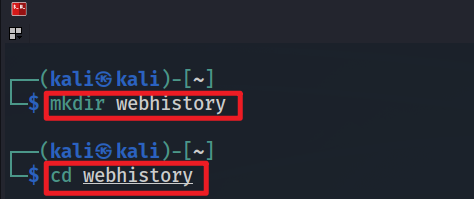 (kali㉿kali)-[~]
$ mkdir webhistory
(kali㉿kali)-[~]
$ cd webhistory